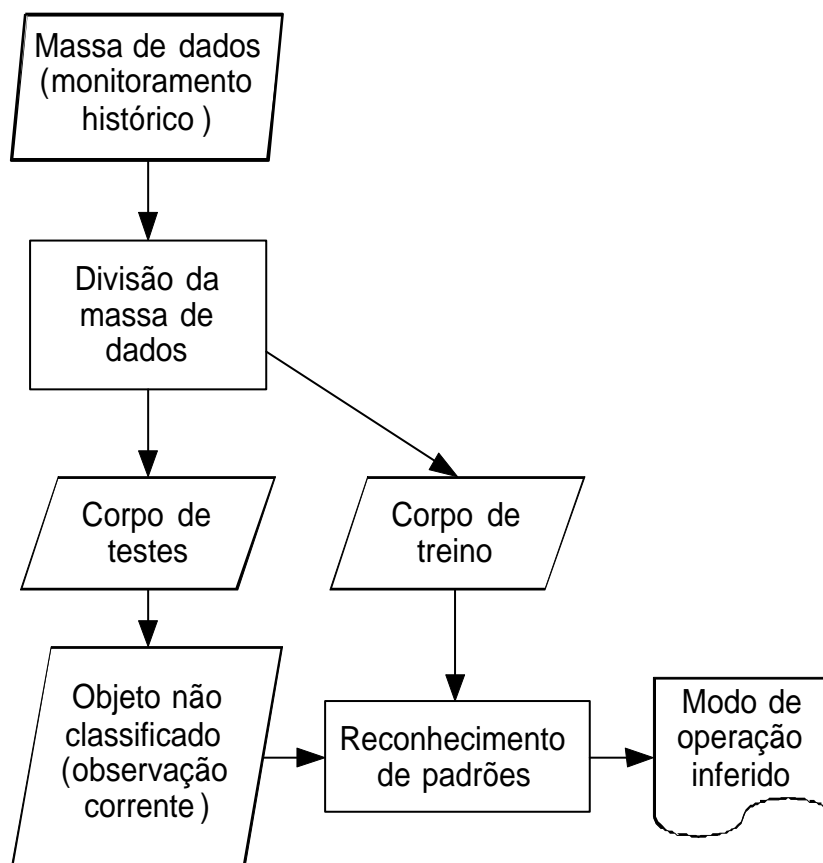 Massa de dados
(monitoramento
histórico )
Divisão da
massa de
dados
Corpo de
testes
Corpo de
treino
Objeto não
classificado
(observação
corrente )
Reconhecimento
de padrões
Modo de
operação
inferido